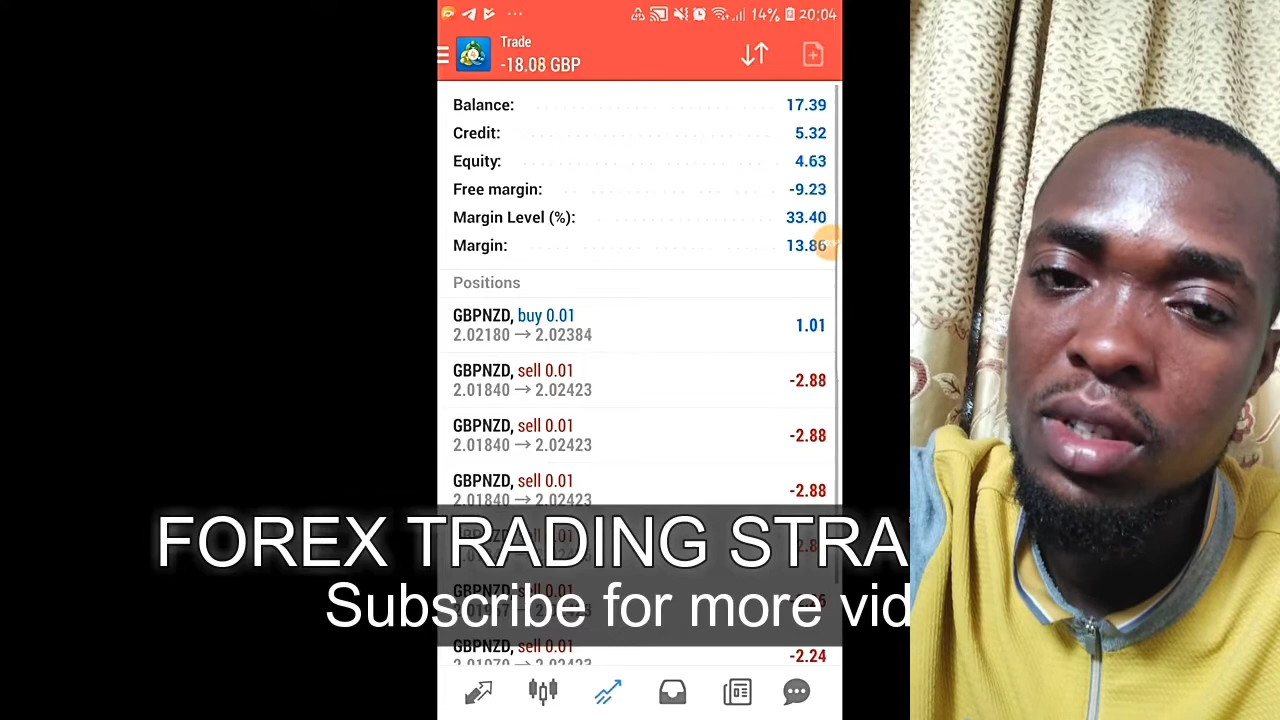 14% 20:04
Trade
-18.08 GBP
Balance: 17.39
Credit: 5.32
Equity: 4.63
Free margin: -9.23
Margin Level (%): 33.40
Margin: 13.86
Positions
GBPNZD, buy 0.01
2.02180 → 2.02384 1.01
GBPNZD, sell 0.01
2.01840 → 2.02423 -2.88
GBPNZD, sell 0.01
2.01840 → 2.02423 -2.88
GBPNZD, sell 0.01
2.01840 → 2.02423 -2.88
FOREX TRADING STRA
Subscribe for more vid
GBPNZD, sell 0.01
-2.24